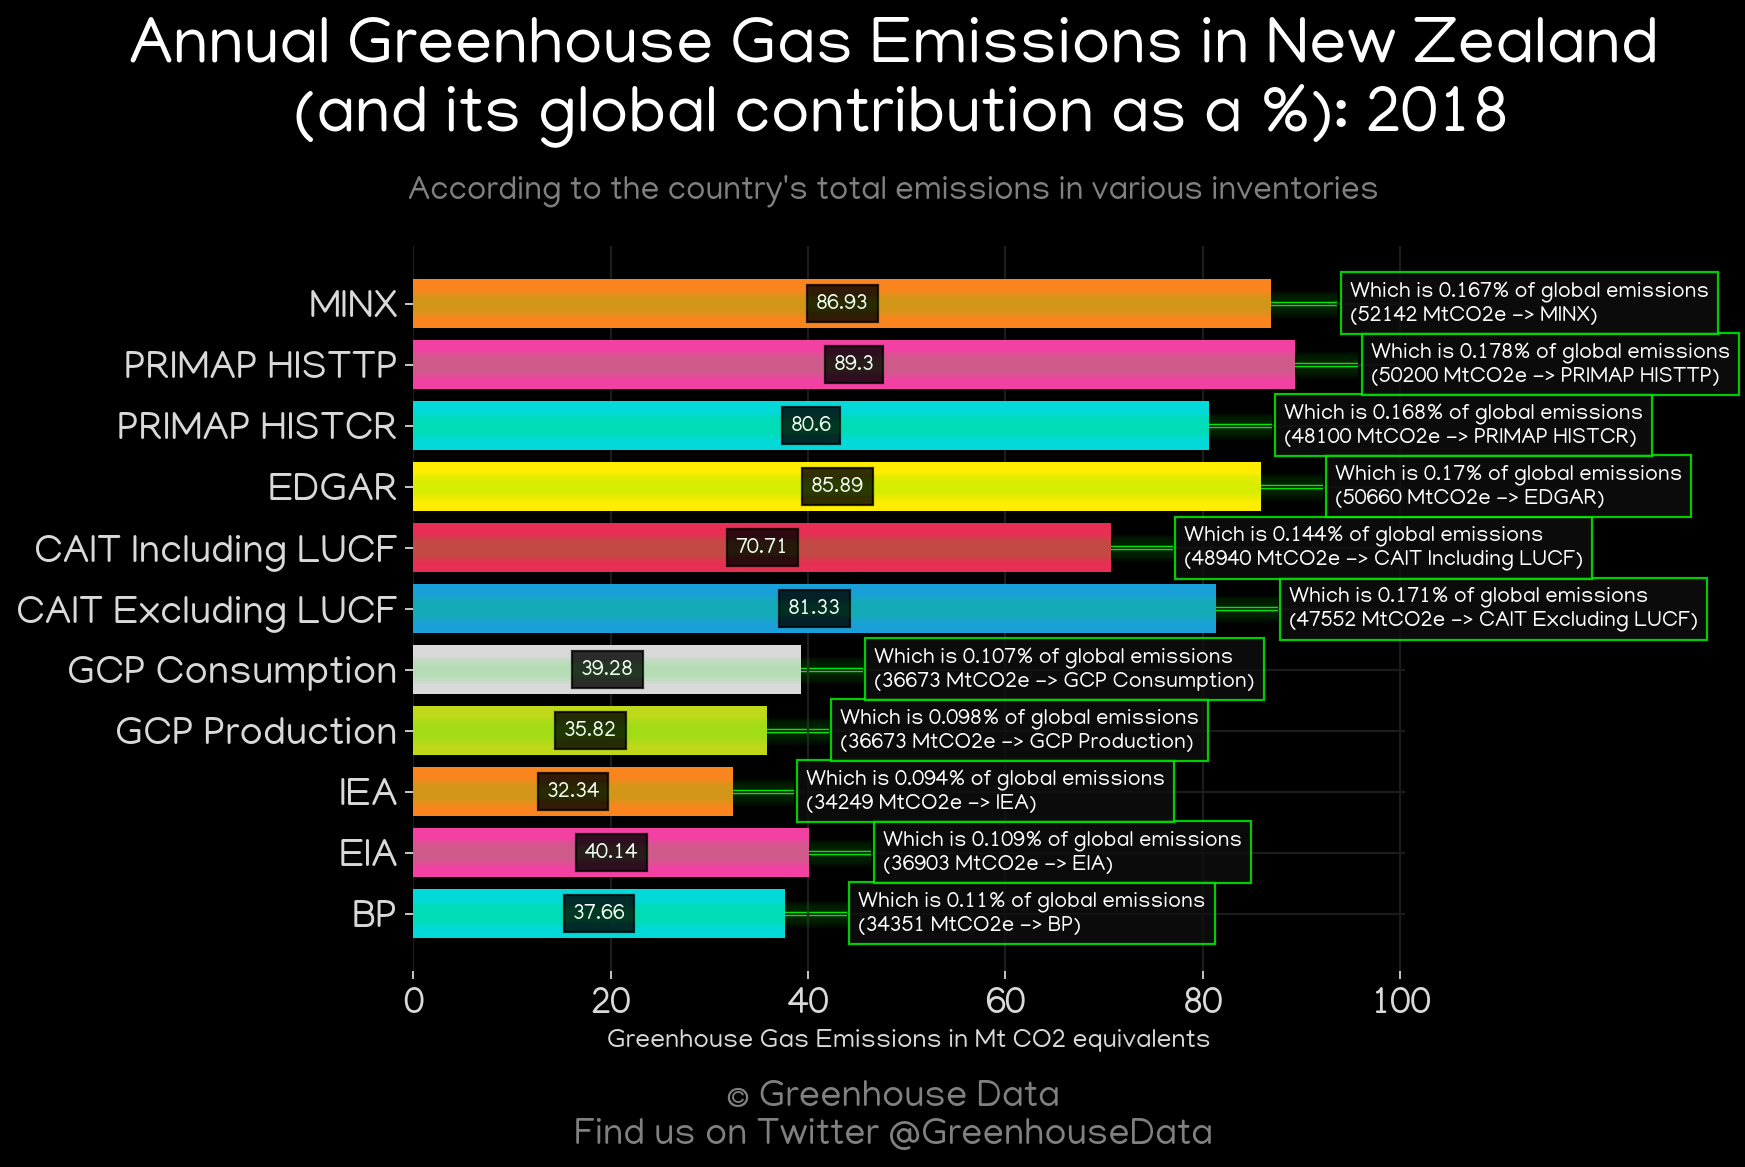 Annual Greenhouse Gas Emissions in New Zealand
(and its global contribution as a %): 2018
According to the country's total emissions in various inventories
MINX
86.93
Which is 0.167% of global emissions
(52142 MtCO2e -> MINX)
PRIMAP HISTTP
89.3
Which is 0.178% of global emissions
(50200 MtCO2e -> PRIMAP HISTTP)
PRIMAP HISTCR
80.6
Which is 0.168% of global emissions
(48100 MtCO2e -> PRIMAP HISTCR)
EDGAR
85.89
Which is 0.17% of global emissions
(50660 MtCO2e -> EDGAR)
CAIT Including LUCF
70.71
Which is 0.144% of global emissions
(48940 MtCO2e -> CAIT Including LUCF)
CAIT Excluding LUCF
81.33
Which is 0.171% of global emissions
(47552 MtCO2e -> CAIT Excluding LUCF)
GCP Consumption
39.28
Which is 0.107% of global emissions
(36673 MtCO2e -> GCP Consumption)
GCP Production
35.82
Which is 0.098% of global emissions
(36673 MtCO2e -> GCP Production)
IEA
32.34
Which is 0.094% of global emissions
(34249 MtCO2e -> IEA)
EIA
40.14
Which is 0.109% of global emissions
(36903 MtCO2e -> EIA)
BP
37.66
Which is 0.11% of global emissions
(34351 MtCO2e -> BP)
0 20 40 60 80 100
Greenhouse Gas Emissions in Mt CO2 equivalents
© Greenhouse Data
Find us on Twitter @GreenhouseData